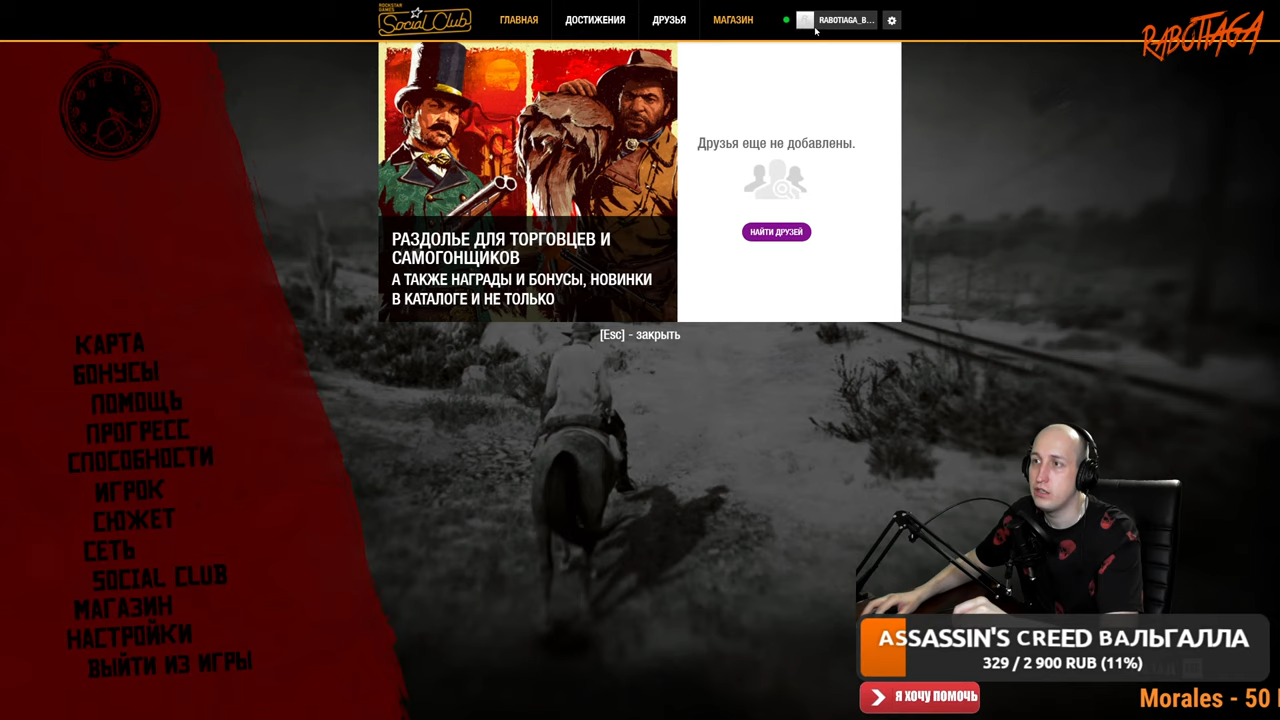 ROCKSTAR
GAMES
Social Club
ГЛАВНАЯ
ДОСТИЖЕНИЯ
ДРУЗЬЯ
МАГАЗИН
RABOTIAGA_B...
RABOTIAGA
Друзья еще не добавлены.
НАЙТИ ДРУЗЕЙ
РАЗДОЛЬЕ ДЛЯ ТОРГОВЦЕВ И
САМОГОНЩИКОВ
А ТАКЖЕ НАГРАДЫ И БОНУСЫ, НОВИНКИ
В КАТАЛОГЕ И НЕ ТОЛЬКО
[Esc] - закрыть
КАРТА
БОНУСЫ
ПОМОЩЬ
ПРОГРЕСС
СПОСОБНОСТИ
ИГРОК
СЮЖЕТ
СЕТЬ
SOCIAL CLUB
МАГАЗИН
НАСТРОЙКИ
ВЫЙТИ ИЗ ИГРЫ
ASSASSIN'S CREED ВАЛЬГАЛЛА
329 / 2 900 RUB (11%)
Я ХОЧУ ПОМОЧЬ
Morales - 50